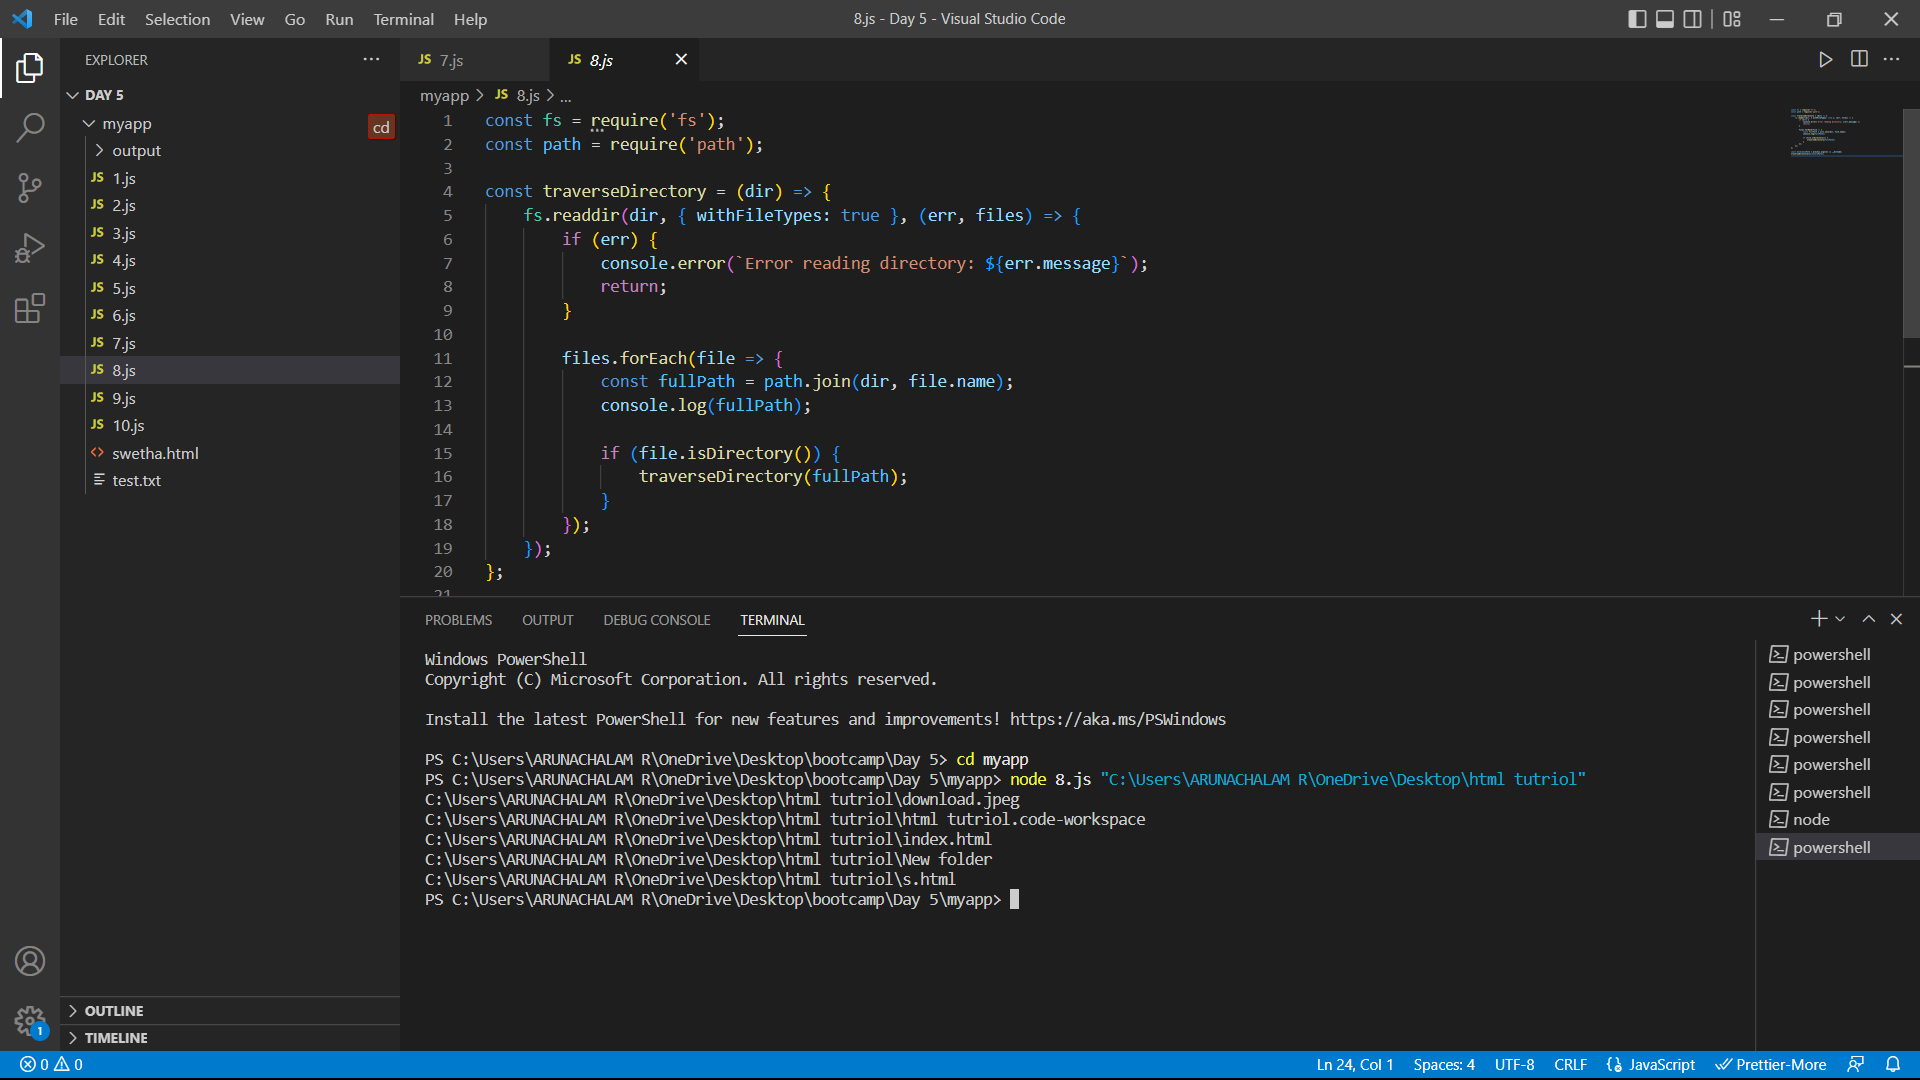 File Edit Selection View Go Run Terminal Help
8.js - Day 5 - Visual Studio Code
EXPLORER
DAY 5
myapp
cd
output
JS 1.js
JS 2.js
JS 3.js
JS 4.js
JS 5.js
JS 6.js
JS 7.js
JS 8.js
JS 9.js
JS 10.js
swetha.html
test.txt
OUTLINE
TIMELINE
JS 7.js
JS 8.js
myapp > JS 8.js > ...
1 const fs = require('fs');
2 const path = require('path');
3
4 const traverseDirectory = (dir) => {
5 fs.readdir(dir, { withFileTypes: true }, (err, files) => {
6 if (err) {
7 console.error(`Error reading directory: ${err.message}`);
8 return;
9 }
10
11 files.forEach(file => {
12 const fullPath = path.join(dir, file.name);
13 console.log(fullPath);
14
15 if (file.isDirectory()) {
16 traverseDirectory(fullPath);
17 }
18 });
19 });
20 };
21
PROBLEMS OUTPUT DEBUG CONSOLE TERMINAL
Windows PowerShell
Copyright (C) Microsoft Corporation. All rights reserved.
Install the latest PowerShell for new features and improvements! https://aka.ms/PSWindows
PS C:\Users\ARUNACHALAM R\OneDrive\Desktop\bootcamp\Day 5> cd myapp
PS C:\Users\ARUNACHALAM R\OneDrive\Desktop\bootcamp\Day 5\myapp> node 8.js "C:\Users\ARUNACHALAM R\OneDrive\Desktop\html tutriol"
C:\Users\ARUNACHALAM R\OneDrive\Desktop\html tutriol\download.jpeg
C:\Users\ARUNACHALAM R\OneDrive\Desktop\html tutriol\html tutriol.code-workspace
C:\Users\ARUNACHALAM R\OneDrive\Desktop\html tutriol\index.html
C:\Users\ARUNACHALAM R\OneDrive\Desktop\html tutriol\New folder
C:\Users\ARUNACHALAM R\OneDrive\Desktop\html tutriol\s.html
PS C:\Users\ARUNACHALAM R\OneDrive\Desktop\bootcamp\Day 5\myapp>
powershell
powershell
powershell
powershell
powershell
powershell
node
powershell
1
0 0
Ln 24, Col 1 Spaces: 4 UTF-8 CRLF JavaScript Prettier-More